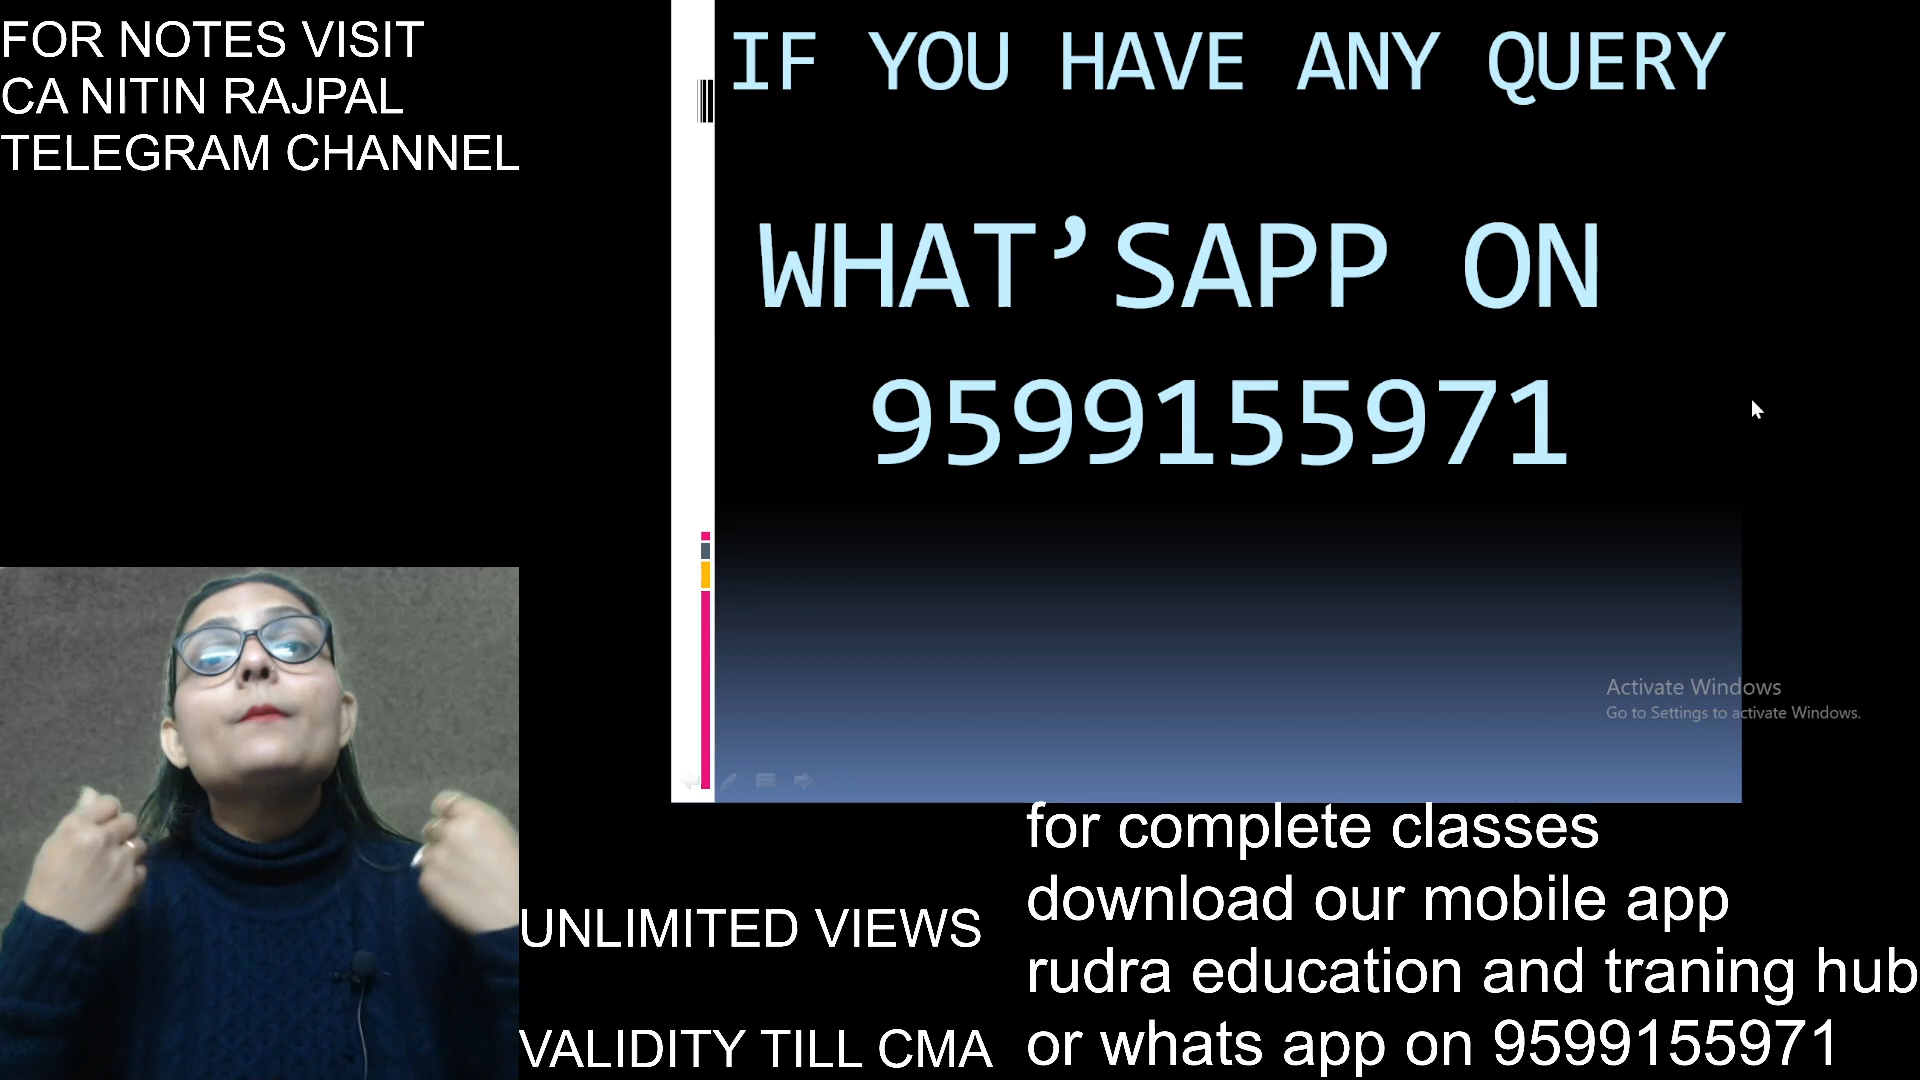 FOR NOTES VISIT
CA NITIN RAJPAL
TELEGRAM CHANNEL
IF YOU HAVE ANY QUERY
WHAT’SAPP ON
9599155971
Activate Windows
Go to Settings to activate Windows.
UNLIMITED VIEWS
VALIDITY TILL CMA
for complete classes
download our mobile app
rudra education and traning hub
or whats app on 9599155971